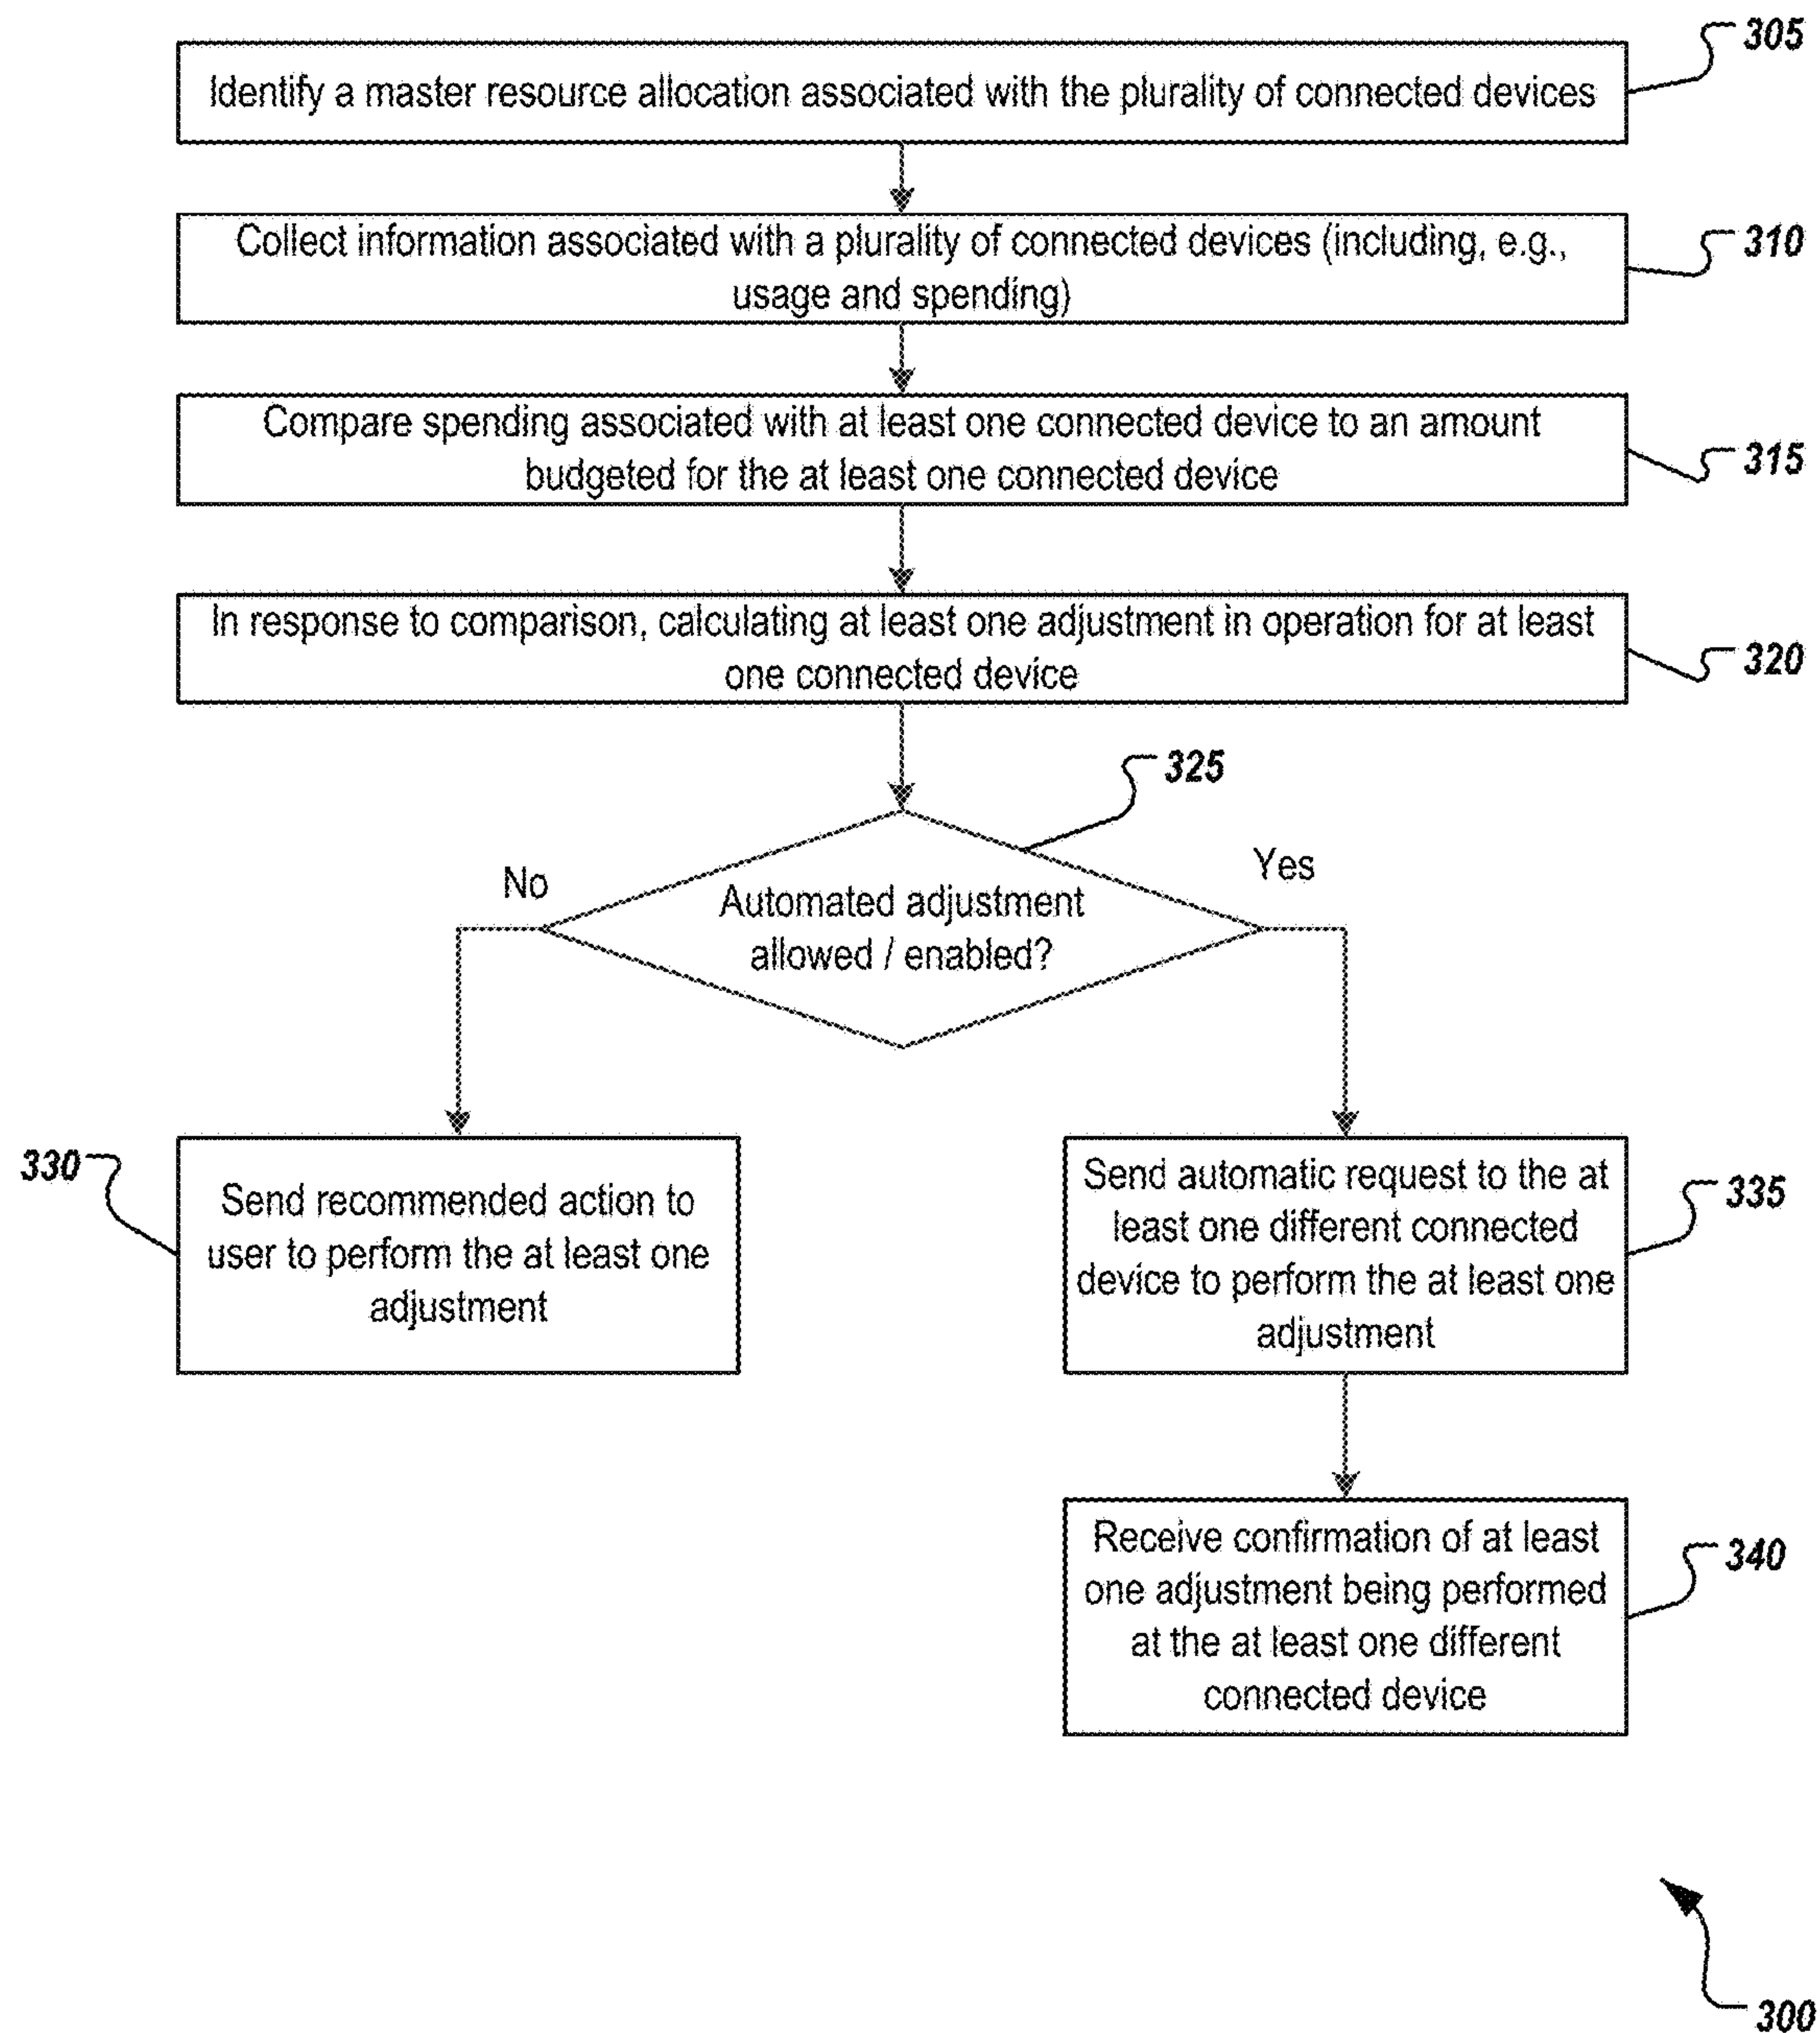 305
Identify a master resource allocation associated with the plurality of connected devices
Collect information associated with a plurality of connected devices (including, e.g.,
usage and spending)
310
Compare spending associated with at least one connected device to an amount
budgeted for the at least one connected device
315
In response to comparison, calculating at least one adjustment in operation for at least
one connected device
320
325
No
Yes
Automated adjustment
allowed / enabled?
330
Send recommended action to
user to perform the at least one
adjustment
Send automatic request to the at
least one different connected
device to perform the at least one
adjustment
335
Receive confirmation of at least
one adjustment being performed
at the at least one different
connected device
340
300